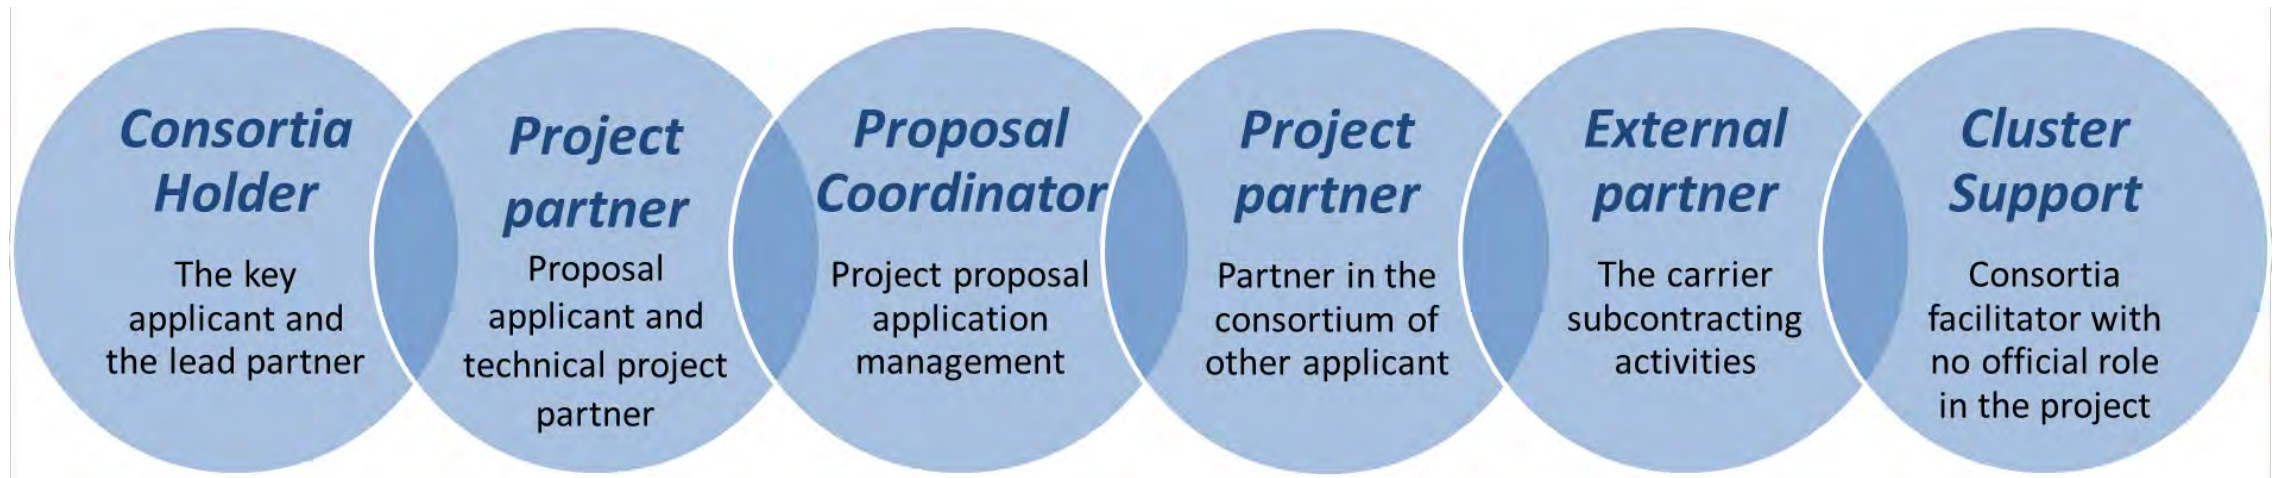 Consortia
Holder
The key
applicant and
the lead partner
Project
partner
Proposal
applicant and
technical project
partner
Proposal
Coordinator
Project proposal
application
management
Project
partner
Partner in the
consortium of
other applicant
External
partner
The carrier
subcontracting
activities
Cluster
Support
Consortia
facilitator with
no official role
in the project